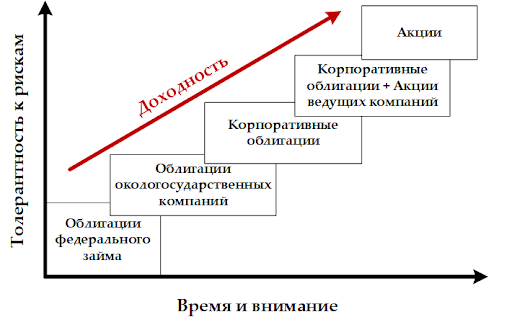 Акции
Корпоративные
облигации + Акции
ведущих компаний
Доходность
Корпоративные
облигации
Облигации
окологосударственных
компаний
Облигации
федерального
займа
Толерантность к рискам
Время и внимание